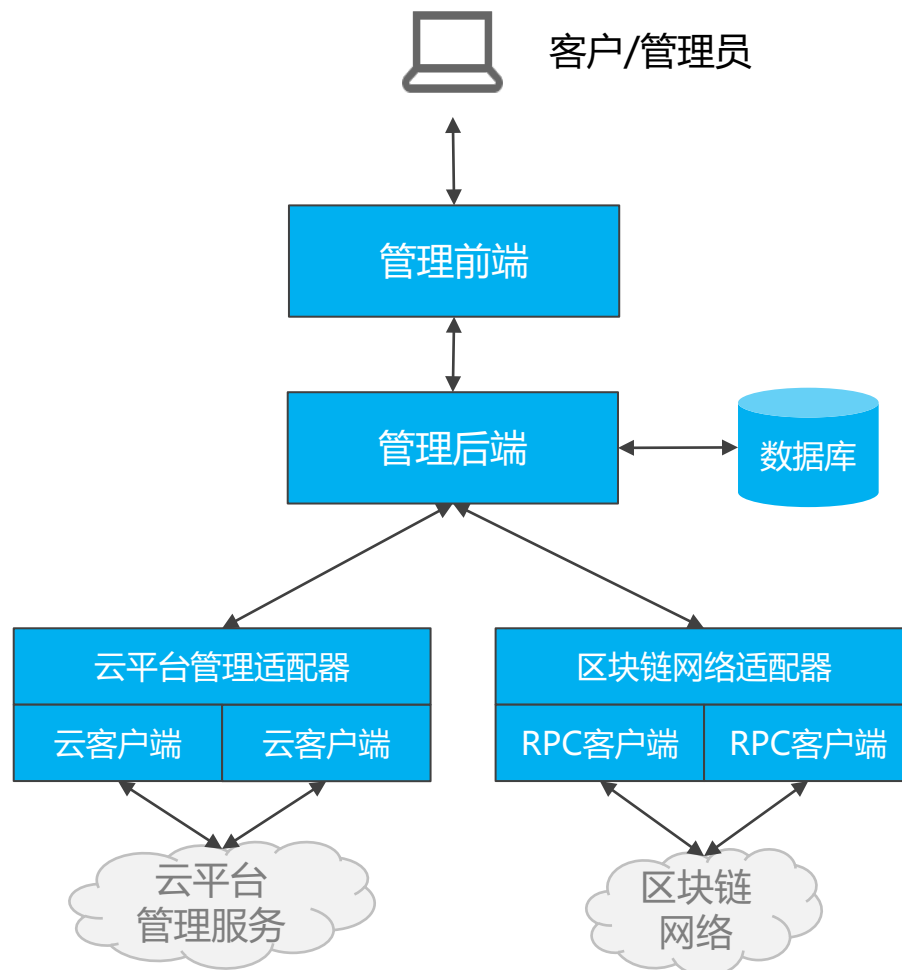 客户/管理员
管理前端
管理后端
数据库
云平台管理适配器
区块链网络适配器
云客户端
云客户端
RPC客户端
RPC客户端
云平台
管理服务
区块链
网络